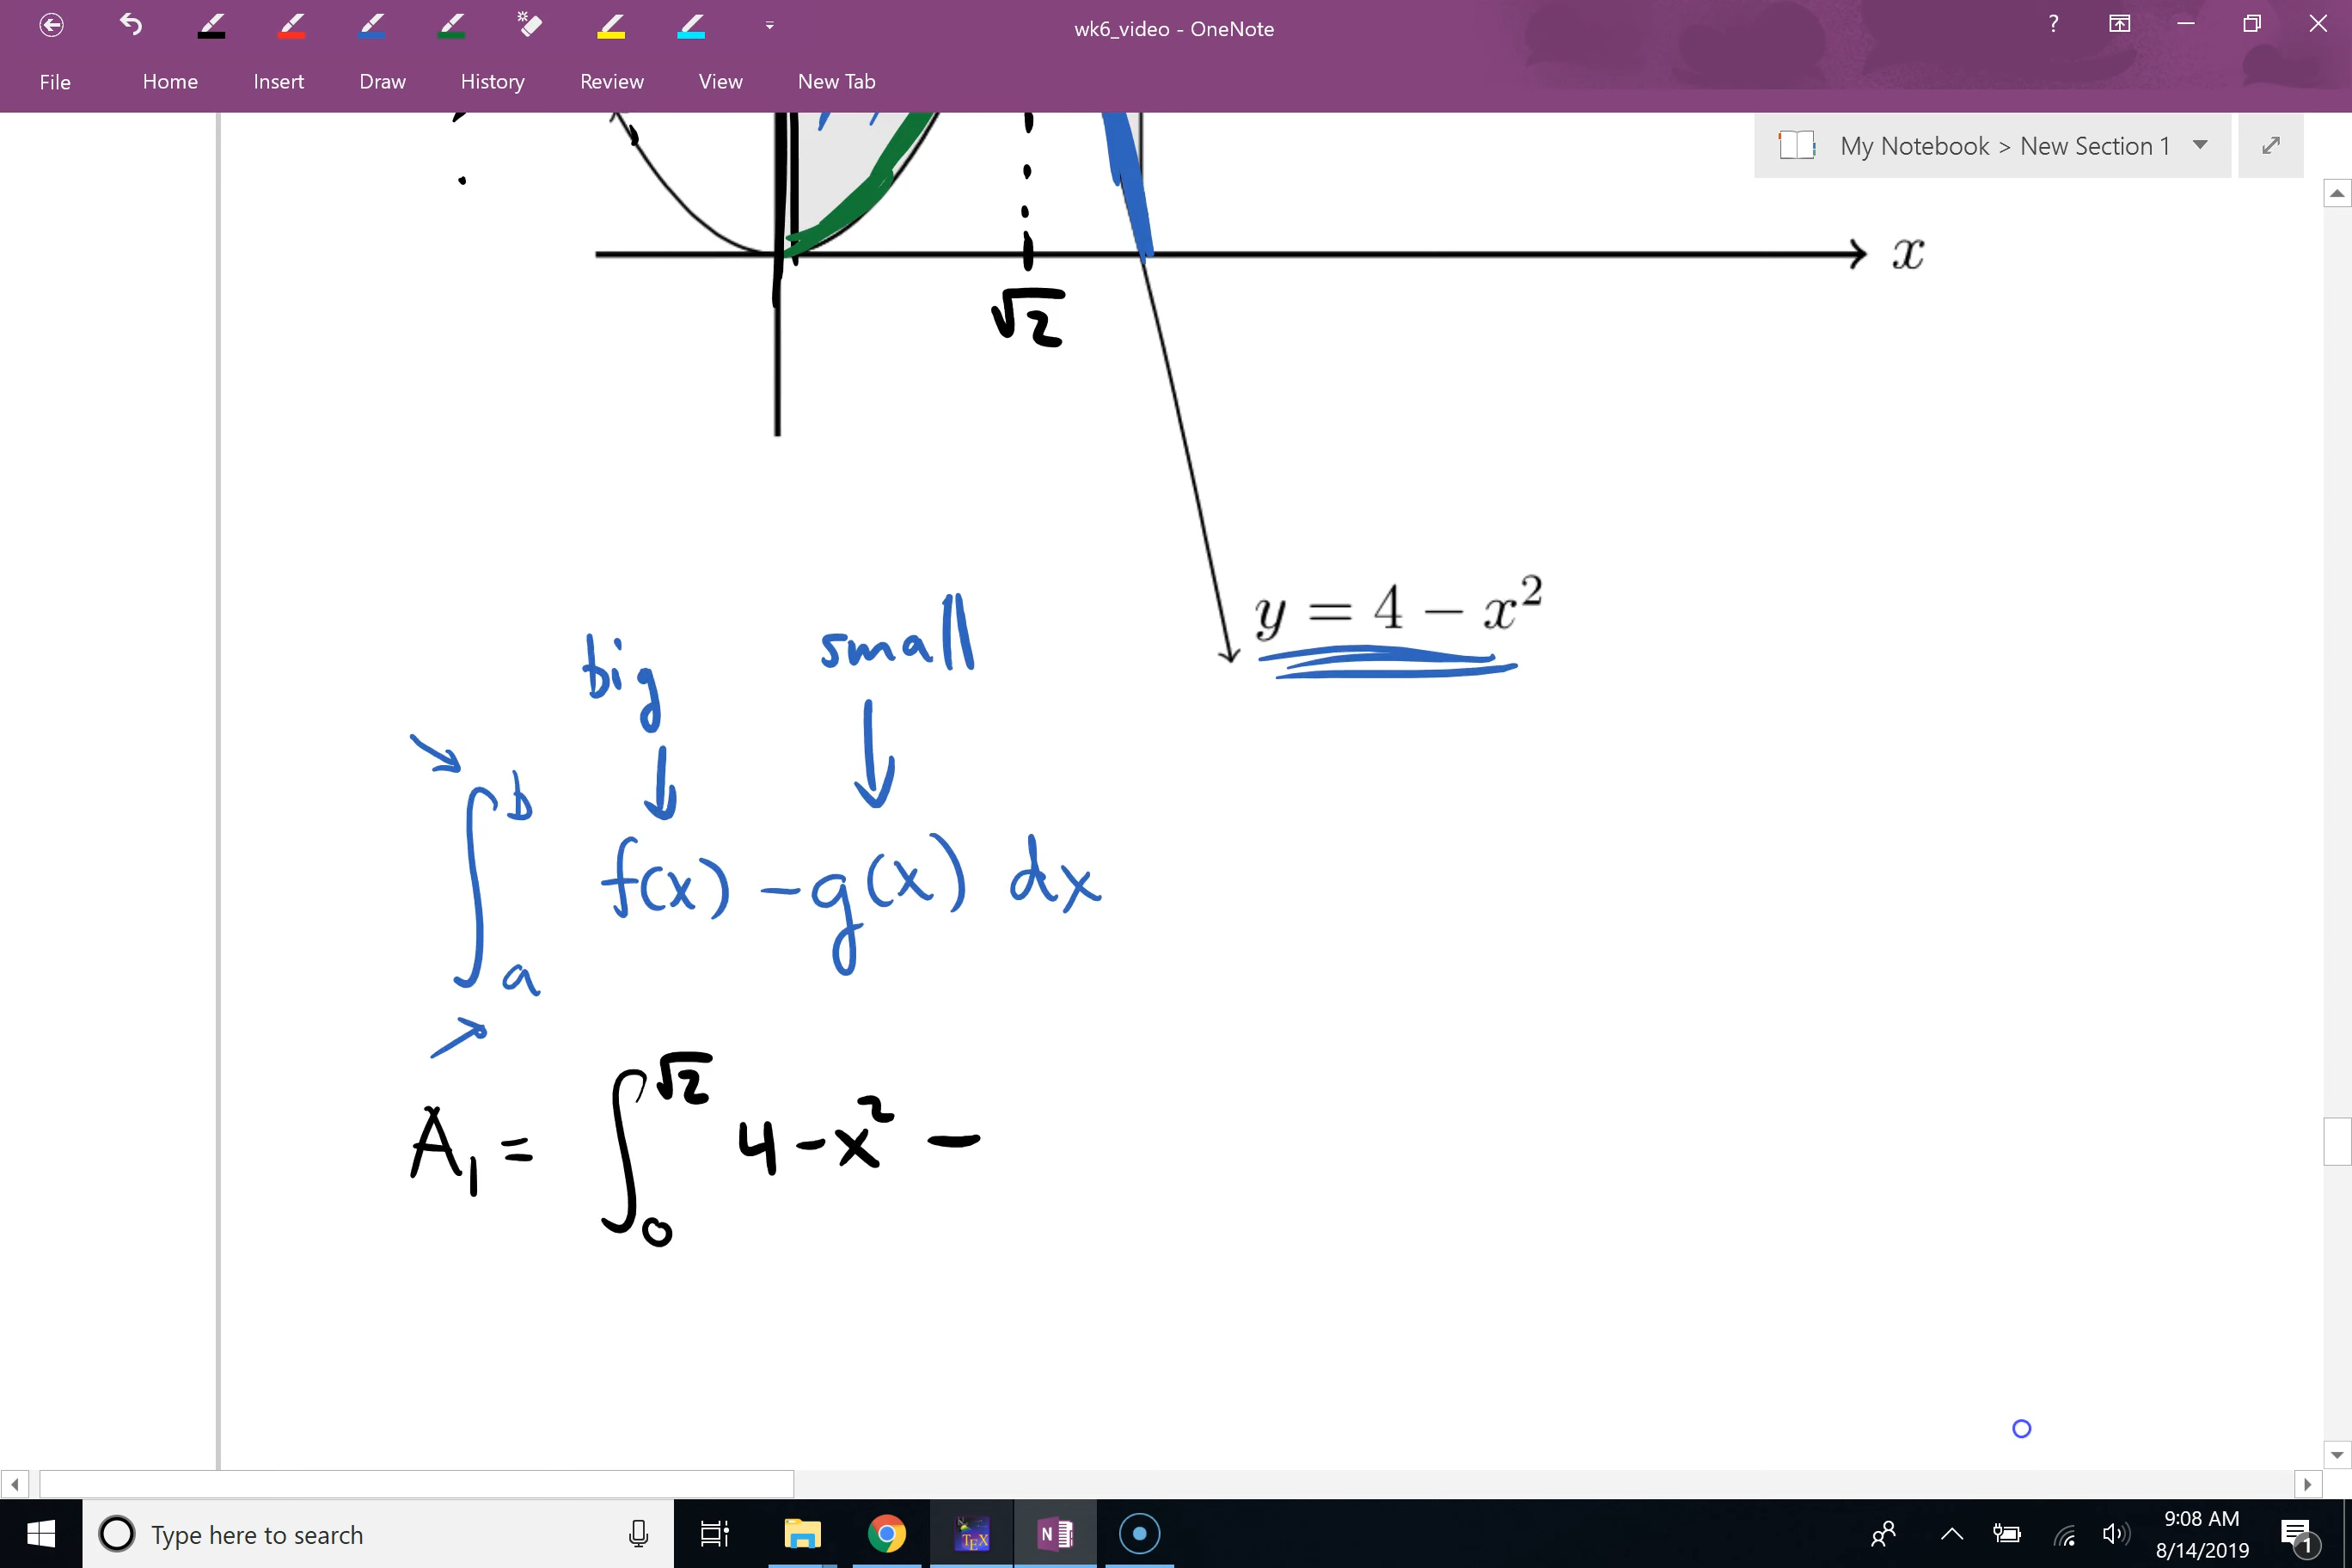 wk6_video - OneNote
?
File Home Insert Draw History Review View New Tab
My Notebook > New Section 1
x
√2
y = 4 − x²
big small
∫ₐᵇ f(x) − g(x) dx
A₁ = ∫₀^√2 4 − x² −
Type here to search
TEX
N
9:08 AM
8/14/2019
1